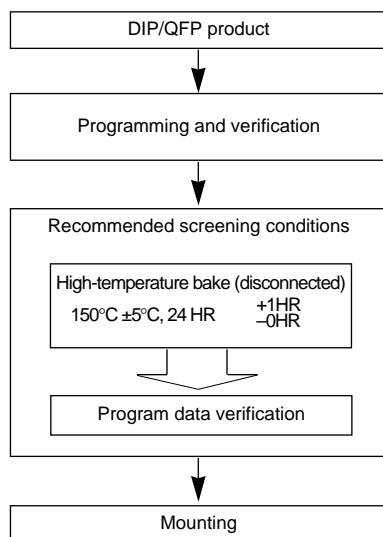 DIP/QFP product
Programming and verification
Recommended screening conditions
High-temperature bake (disconnected)
150°C ±5°C, 24 HR +1HR
–0HR
Program data verification
Mounting